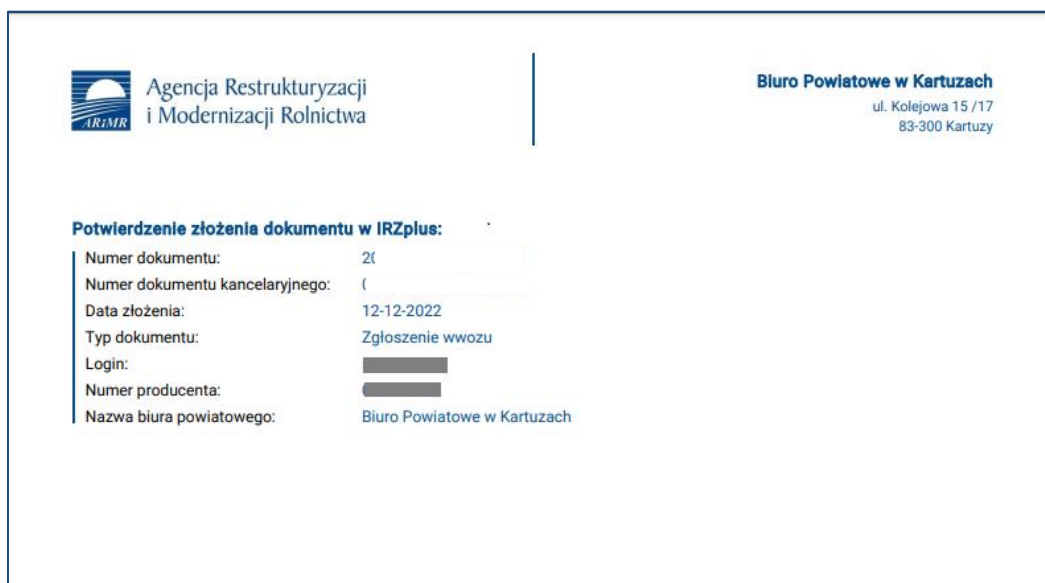 ARiMR
Agencja Restrukturyzacji
i Modernizacji Rolnictwa
Biuro Powiatowe w Kartuzach
ul. Kolejowa 15 /17
83-300 Kartuzy
Potwierdzenie złożenia dokumentu w IRZplus:
Numer dokumentu: 20
Numer dokumentu kancelaryjnego:
Data złożenia: 12-12-2022
Typ dokumentu: Zgłoszenie wwozu
Login:
Numer producenta:
Nazwa biura powiatowego: Biuro Powiatowe w Kartuzach